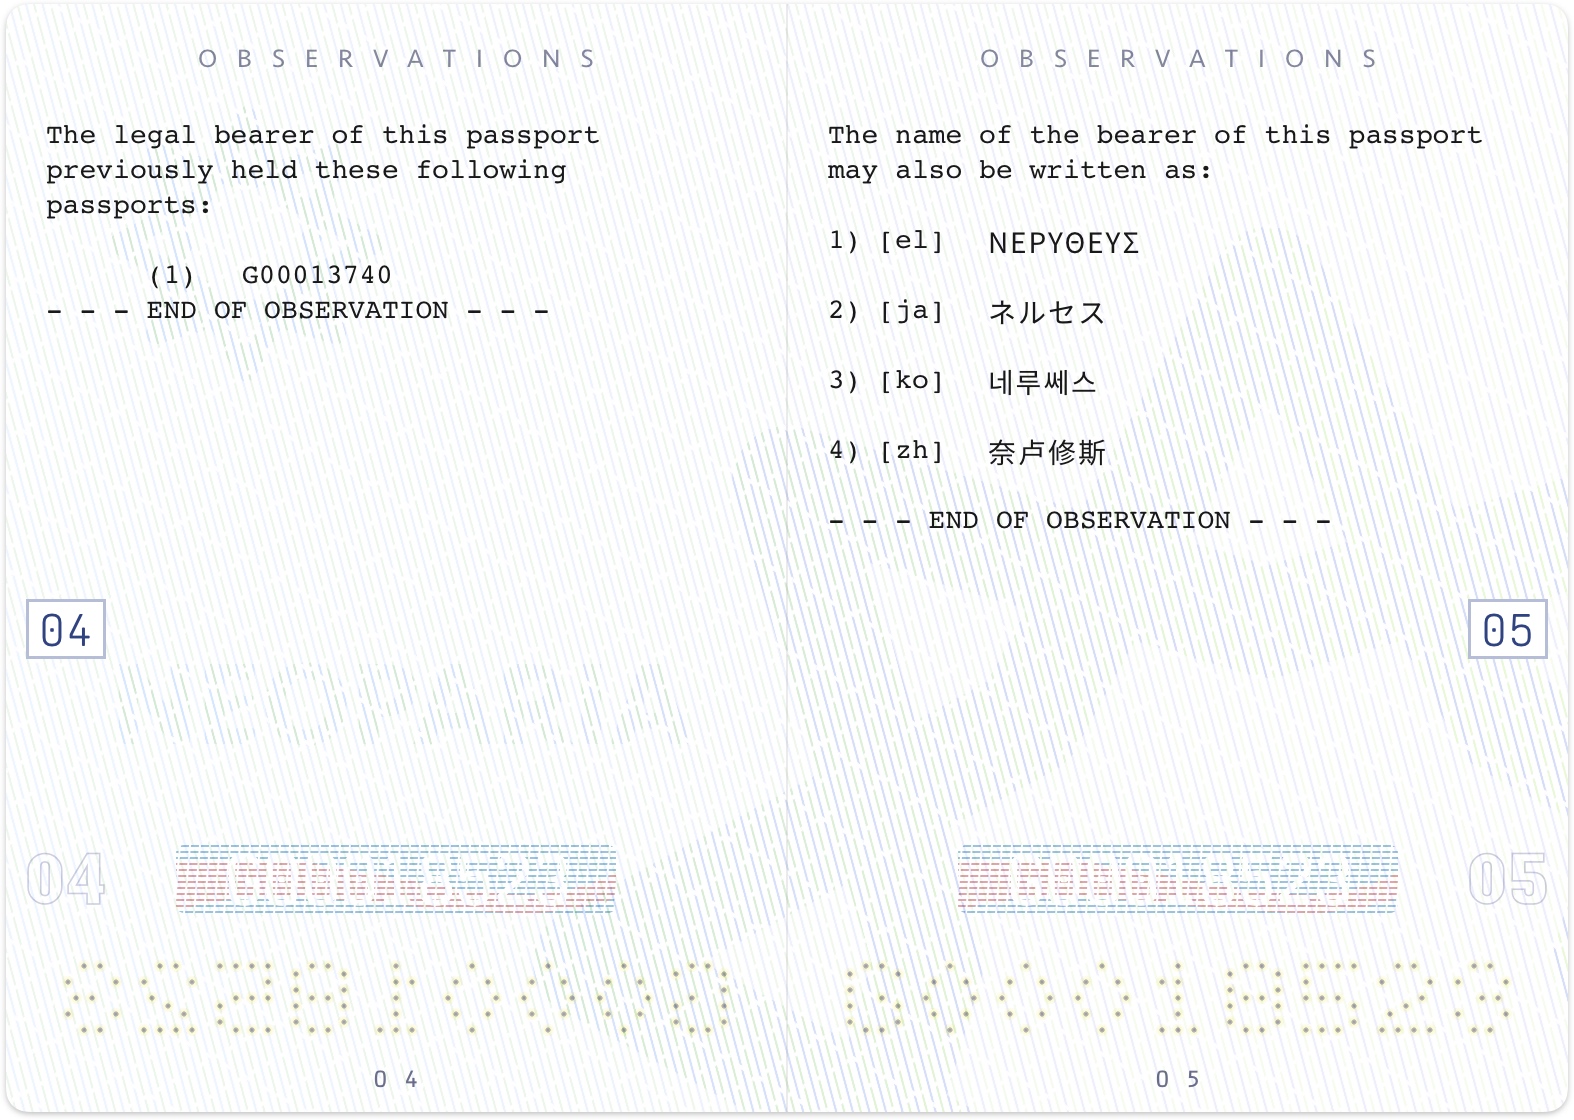 OBSERVATIONS
The legal bearer of this passport
previously held these following
passports:
(1) G00013740
- - - END OF OBSERVATION - - -
04
04
G00018523
04
OBSERVATIONS
The name of the bearer of this passport
may also be written as:
1) [el] ΝΕΡΥΘΕΥΣ
2) [ja] ネルセス
3) [ko] 네루쎄스
4) [zh] 奈卢修斯
- - - END OF OBSERVATION - - -
05
G00018523
05
G00018523
05